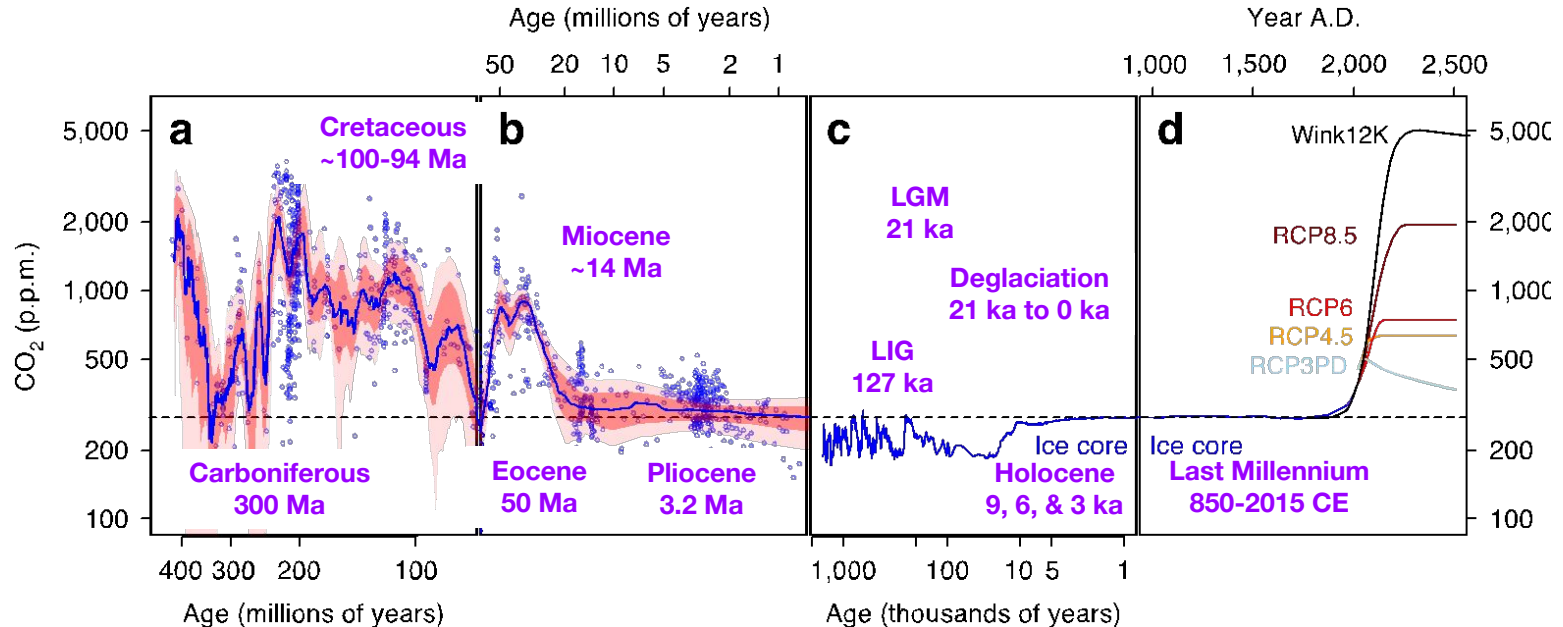 Age (millions of years)
Year A.D.
50 20 10 5 2 1
1,000 1,500 2,000 2,500
a
b
c
d
5,000
2,000
1,000
500
200
100
CO2 (p.p.m.)
Cretaceous
~100-94 Ma
Carboniferous
300 Ma
Miocene
~14 Ma
Eocene
50 Ma
Pliocene
3.2 Ma
LGM
21 ka
Deglaciation
21 ka to 0 ka
LIG
127 ka
Ice core
Holocene
9, 6, & 3 ka
Wink12K
RCP8.5
RCP6
RCP4.5
RCP3PD
Ice core
Last Millennium
850-2015 CE
5,000
2,000
1,000
500
200
100
400 300 200 100
1,000 100 10 5 1
Age (millions of years)
Age (thousands of years)